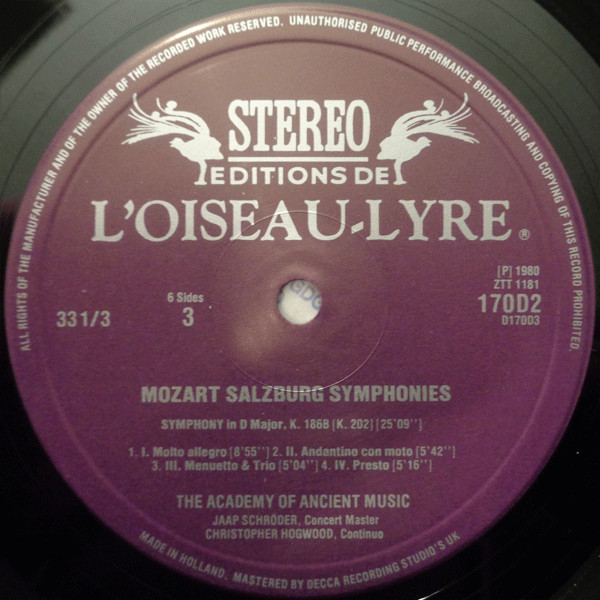 ALL RIGHTS OF THE MANUFACTURER AND OF THE OWNER OF THE RECORDED WORK RESERVED. UNAUTHORISED PUBLIC PERFORMANCE BROADCASTING AND COPYING OF THIS RECORD PROHIBITED.
STEREO
EDITIONS DE
L'OISEAU-LYRE ®
[P] 1980
ZTT 1181
33 1/3
6 Sides
3
170D2
D170D3
MOZART SALZBURG SYMPHONIES
SYMPHONY in D Major, K. 186B [K. 202] [25'09'']
1. I. Molto allegro [8'55''] 2. II. Andantino con moto [5'42'']
3. III. Menuetto & Trio [5'04''] 4. IV. Presto [5'16'']
THE ACADEMY OF ANCIENT MUSIC
JAAP SCHRÖDER, Concert Master
CHRISTOPHER HOGWOOD, Continuo
MADE IN HOLLAND. MASTERED BY DECCA RECORDING STUDIO'S UK